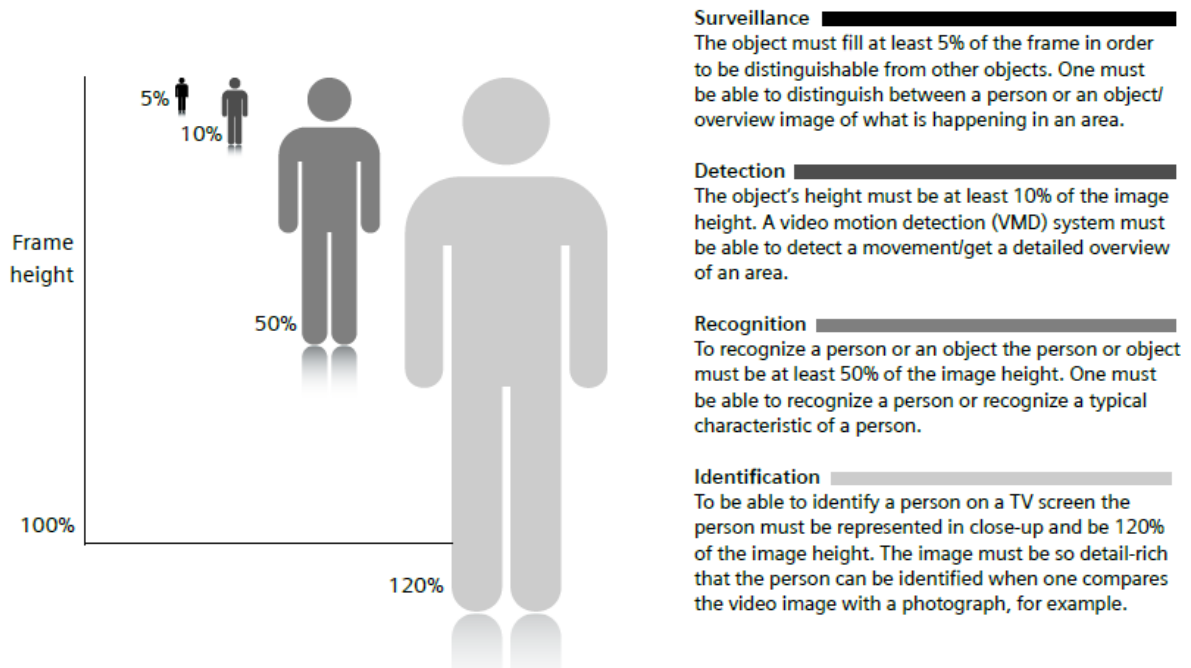 5%
10%
Frame
height
50%
100%
120%
Surveillance
The object must fill at least 5% of the frame in order
to be distinguishable from other objects. One must
be able to distinguish between a person or an object/
overview image of what is happening in an area.
Detection
The object's height must be at least 10% of the image
height. A video motion detection (VMD) system must
be able to detect a movement/get a detailed overview
of an area.
Recognition
To recognize a person or an object the person or object
must be at least 50% of the image height. One must
be able to recognize a person or recognize a typical
characteristic of a person.
Identification
To be able to identify a person on a TV screen the
person must be represented in close-up and be 120%
of the image height. The image must be so detail-rich
that the person can be identified when one compares
the video image with a photograph, for example.